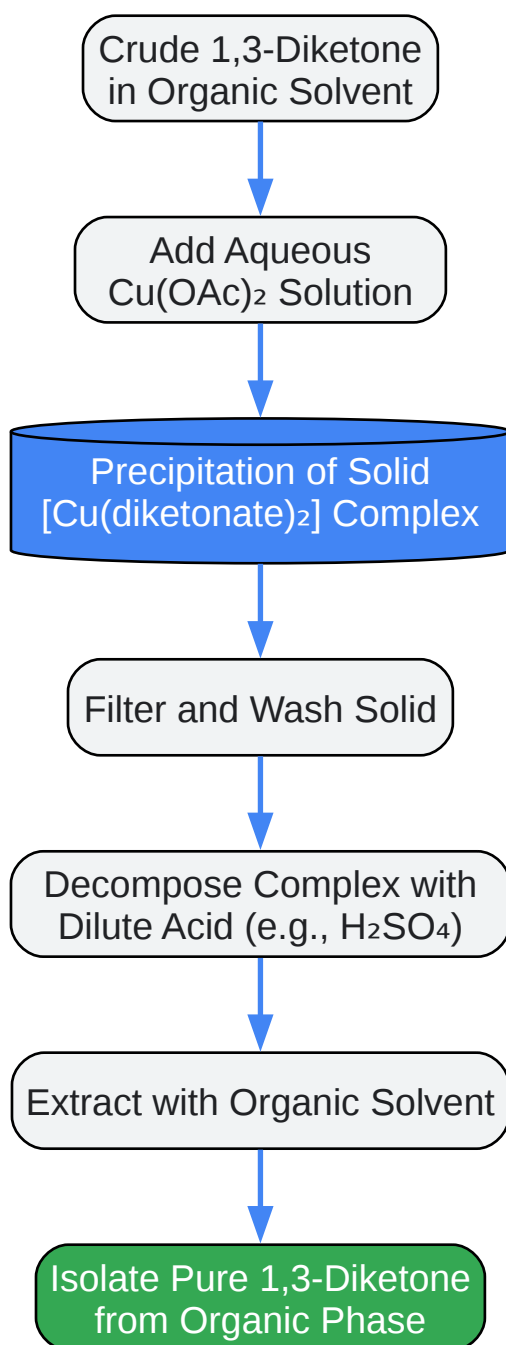 Crude 1,3-Diketone
in Organic Solvent
Add Aqueous
Cu(OAc)₂ Solution
Precipitation of Solid
[Cu(diketonate)₂] Complex
Filter and Wash Solid
Decompose Complex with
Dilute Acid (e.g., H₂SO₄)
Extract with Organic Solvent
Isolate Pure 1,3-Diketone
from Organic Phase